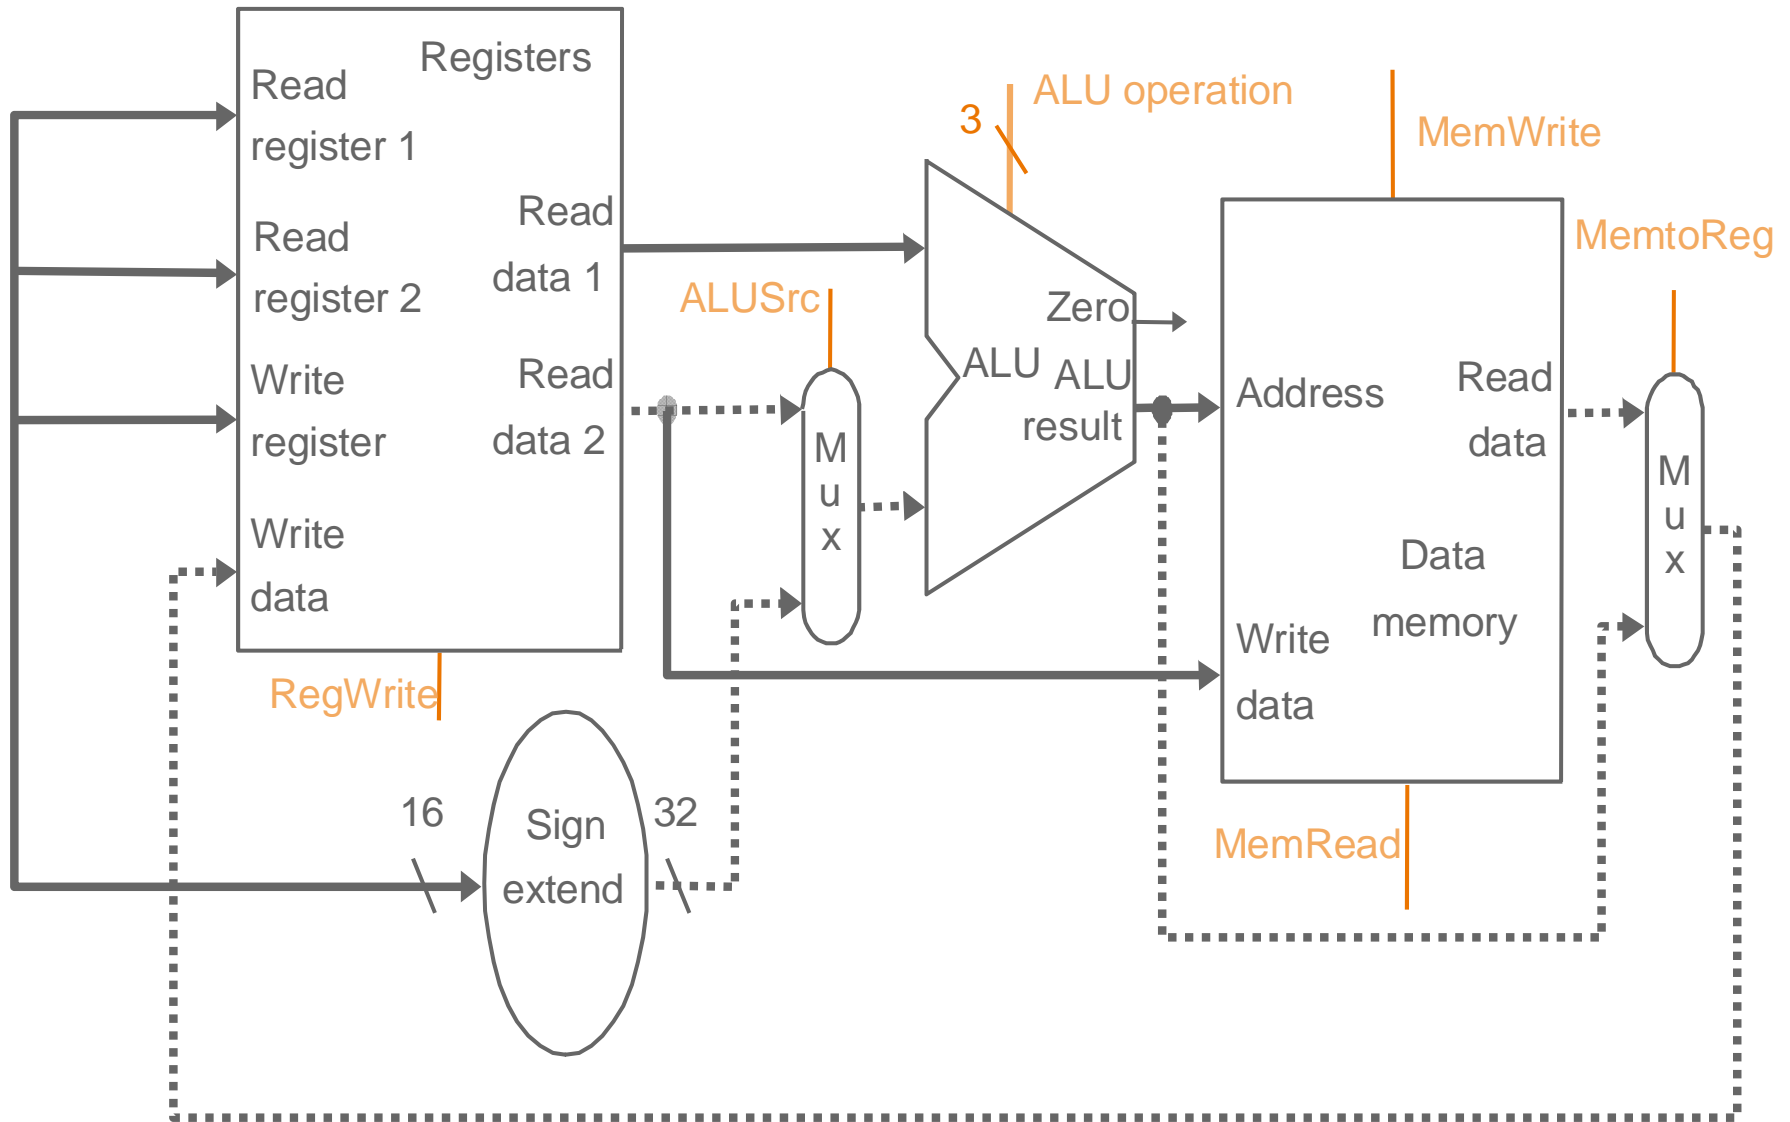 Registers
Read
register 1
Read
register 2
Write
register
Write
data
Read
data 1
Read
data 2
RegWrite
16
Sign
extend
32
ALUSrc
M
u
x
3
ALU operation
Zero
ALU
ALU
result
MemWrite
Address
Read
data
Data
memory
Write
data
MemRead
MemtoReg
M
u
x